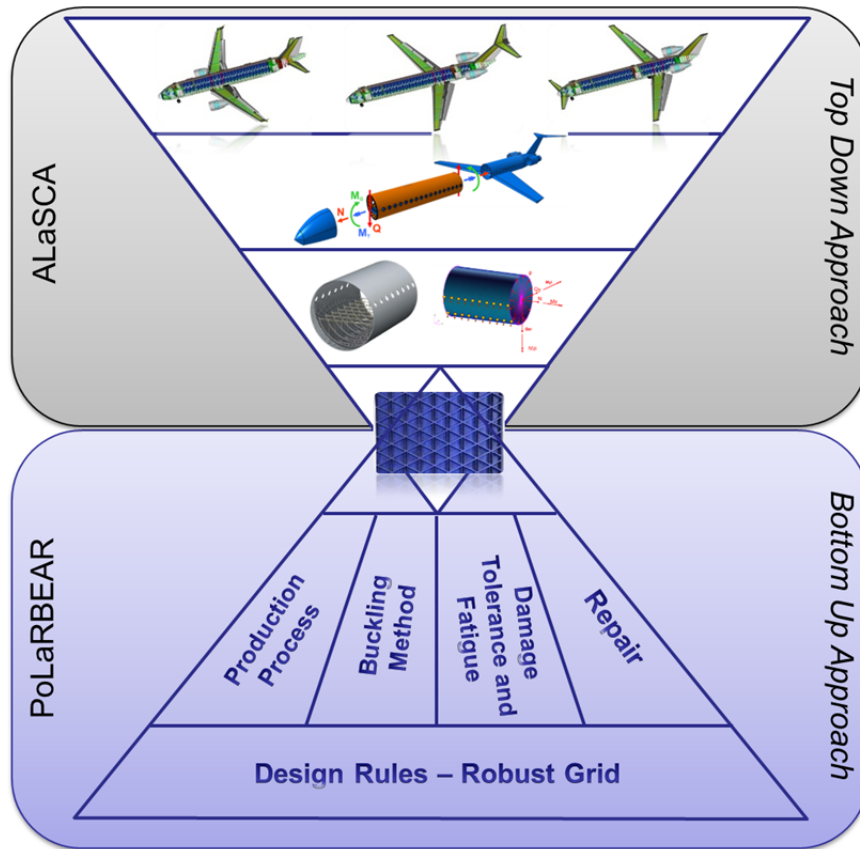 ALaSCA
Top Down Approach
N
Q
PoLaRBEAR
Bottom Up Approach
Production
Process
Buckling
Method
Damage
Tolerance and
Fatigue
Repair
Design Rules – Robust Grid